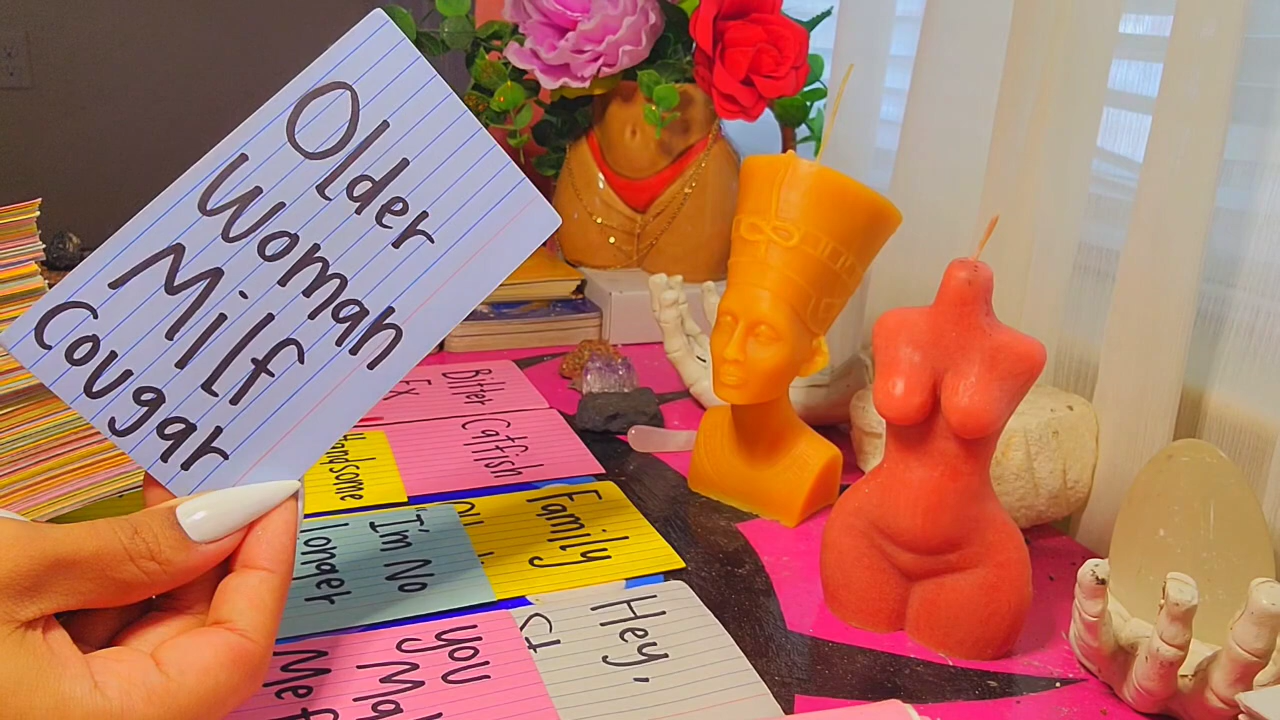 Older
Woman
Milf
Cougar
Ex
Bitter
Catfish
Handsome
Family
"I'm No
longer
Hey,
You